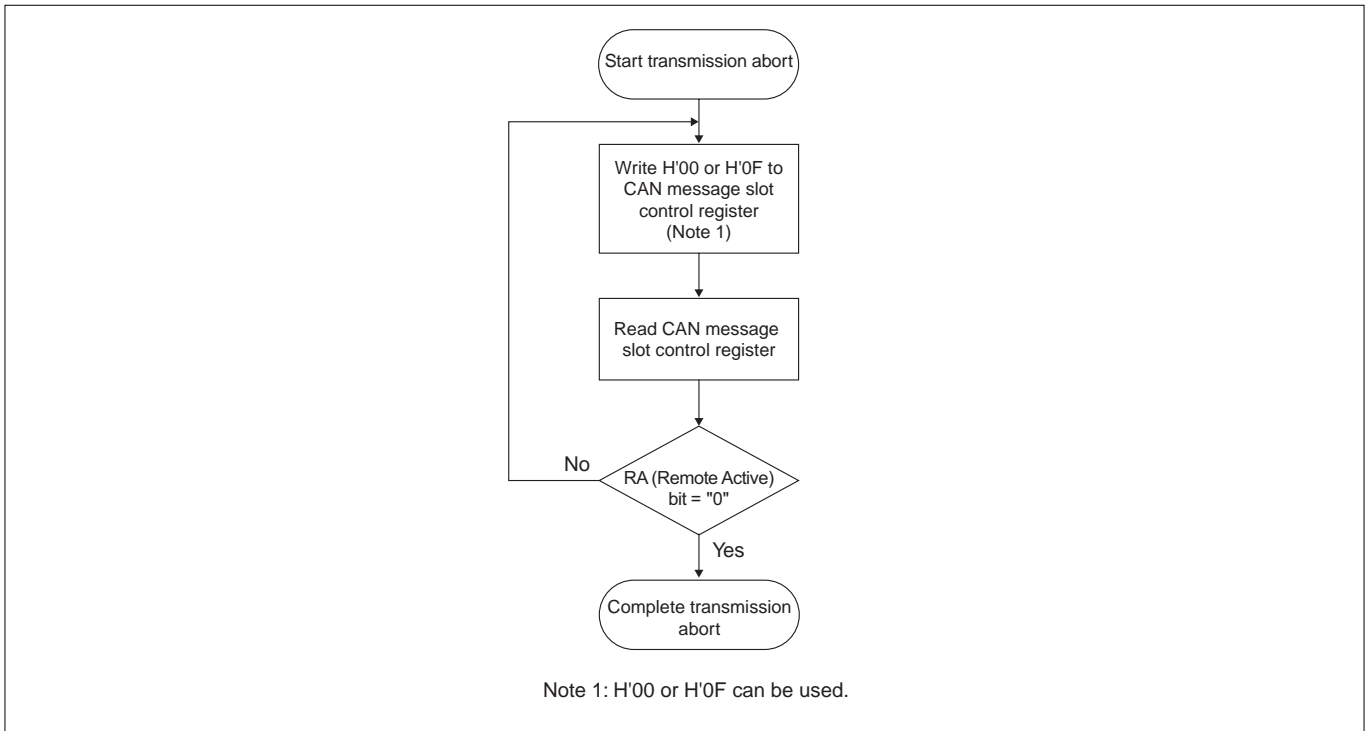 Start transmission abort
Write H'00 or H'0F to
CAN message slot
control register
(Note 1)
Read CAN message
slot control register
No
RA (Remote Active)
bit = "0"
Yes
Complete transmission
abort
Note 1: H'00 or H'0F can be used.